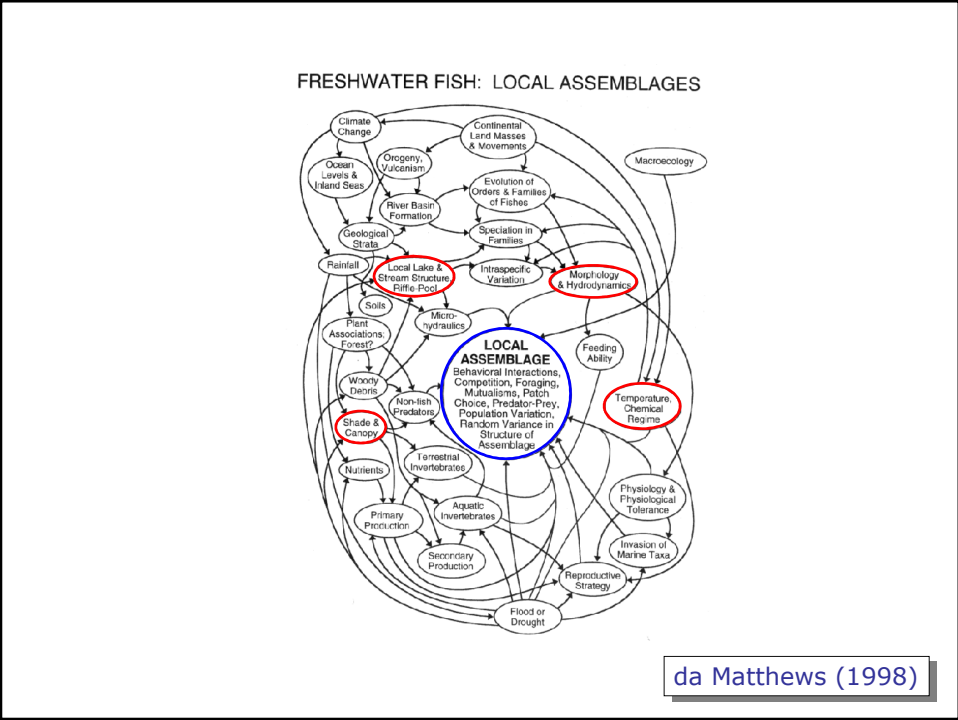 FRESHWATER FISH: LOCAL ASSEMBLAGES
Climate
Change
Continental
Land Masses
& Movements
Macroecology
Orogeny,
Vulcanism
Ocean
Levels &
Inland Seas
Evolution of
Orders & Families
of Fishes
River Basin
Formation
Geological
Strata
Speciation in
Families
Rainfall
Local Lake &
Stream Structure,
Riffle-Pool
Intraspecific
Variation
Morphology
& Hydrodynamics
Soils
Micro-
hydraulics
Plant
Associations;
Forest?
LOCAL
ASSEMBLAGE
Behavioral Interactions,
Competition, Foraging,
Mutualisms, Patch
Choice, Predator-Prey,
Population Variation,
Random Variance in
Structure of
Assemblage
Feeding
Ability
Woody
Debris
Non-fish
Predators
Temperature,
Chemical
Regime
Shade &
Canopy
Terrestrial
Invertebrates
Nutrients
Physiology &
Physiological
Tolerance
Primary
Production
Aquatic
Invertebrates
Secondary
Production
Invasion of
Marine Taxa
Reproductive
Strategy
Flood or
Drought
da Matthews (1998)